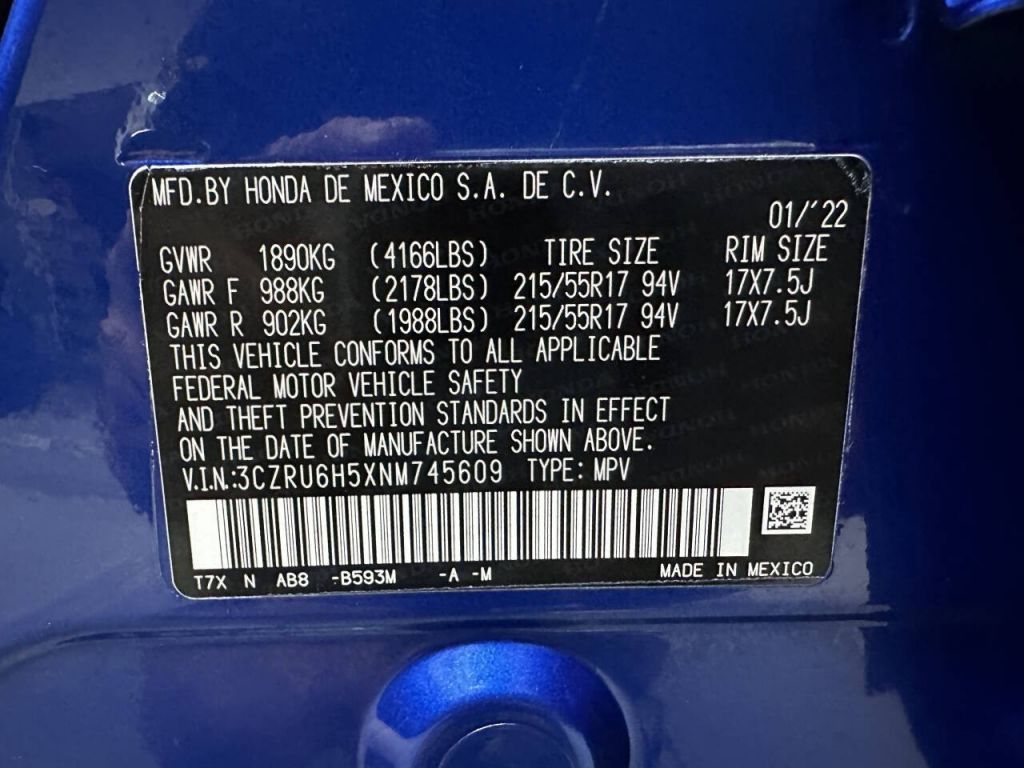 MFD.BY HONDA DE MEXICO S.A. DE C.V.
01/'22
GVWR 1890KG (4166LBS) TIRE SIZE RIM SIZE
GAWR F 988KG (2178LBS) 215/55R17 94V 17X7.5J
GAWR R 902KG (1988LBS) 215/55R17 94V 17X7.5J
THIS VEHICLE CONFORMS TO ALL APPLICABLE
FEDERAL MOTOR VEHICLE SAFETY
AND THEFT PREVENTION STANDARDS IN EFFECT
ON THE DATE OF MANUFACTURE SHOWN ABOVE.
V.I.N.:3CZRU6H5XNM745609 TYPE: MPV
T7X N AB8 -B593M -A -M MADE IN MEXICO